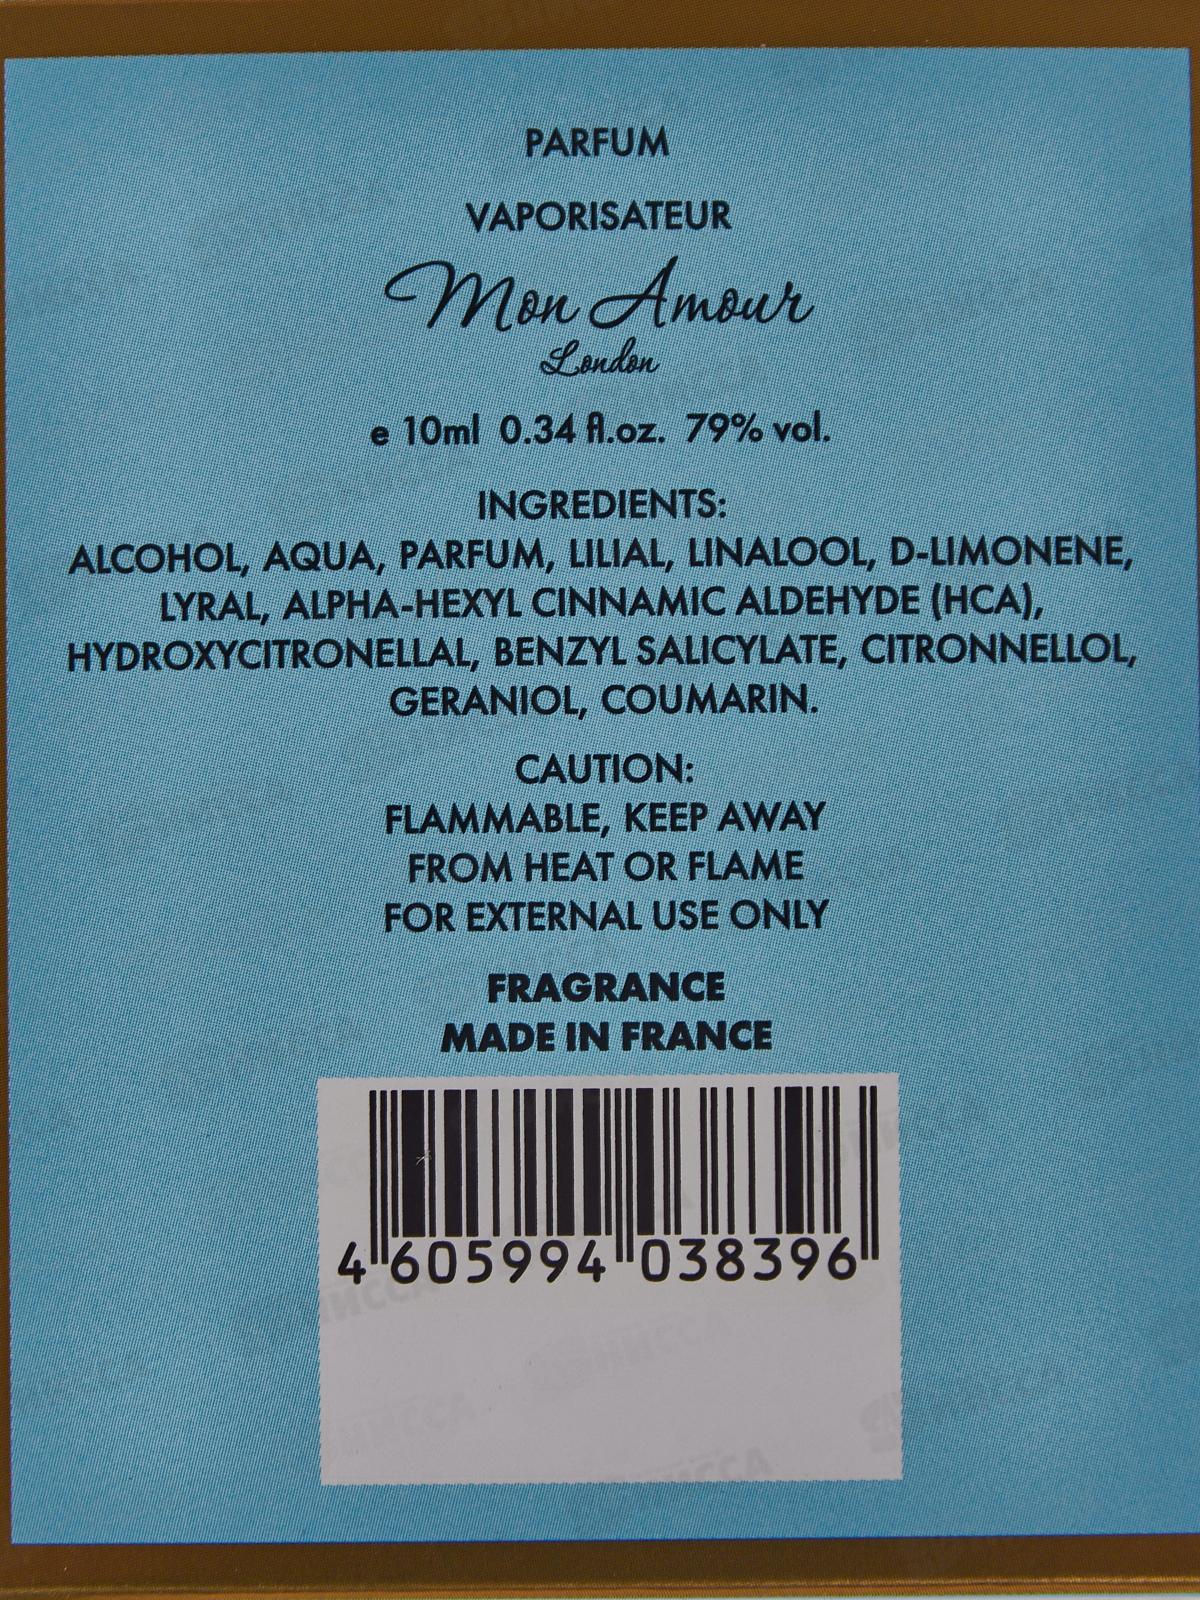 PARFUM
VAPORISATEUR
Mon Amour
London
e 10ml 0.34 fl.oz. 79% vol.
INGREDIENTS:
ALCOHOL, AQUA, PARFUM, LILIAL, LINALOOL, D-LIMONENE,
LYRAL, ALPHA-HEXYL CINNAMIC ALDEHYDE (HCA),
HYDROXYCITRONELLAL, BENZYL SALICYLATE, CITRONNELLOL,
GERANIOL, COUMARIN.
CAUTION:
FLAMMABLE, KEEP AWAY
FROM HEAT OR FLAME
FOR EXTERNAL USE ONLY
FRAGRANCE
MADE IN FRANCE
4 605994 038396